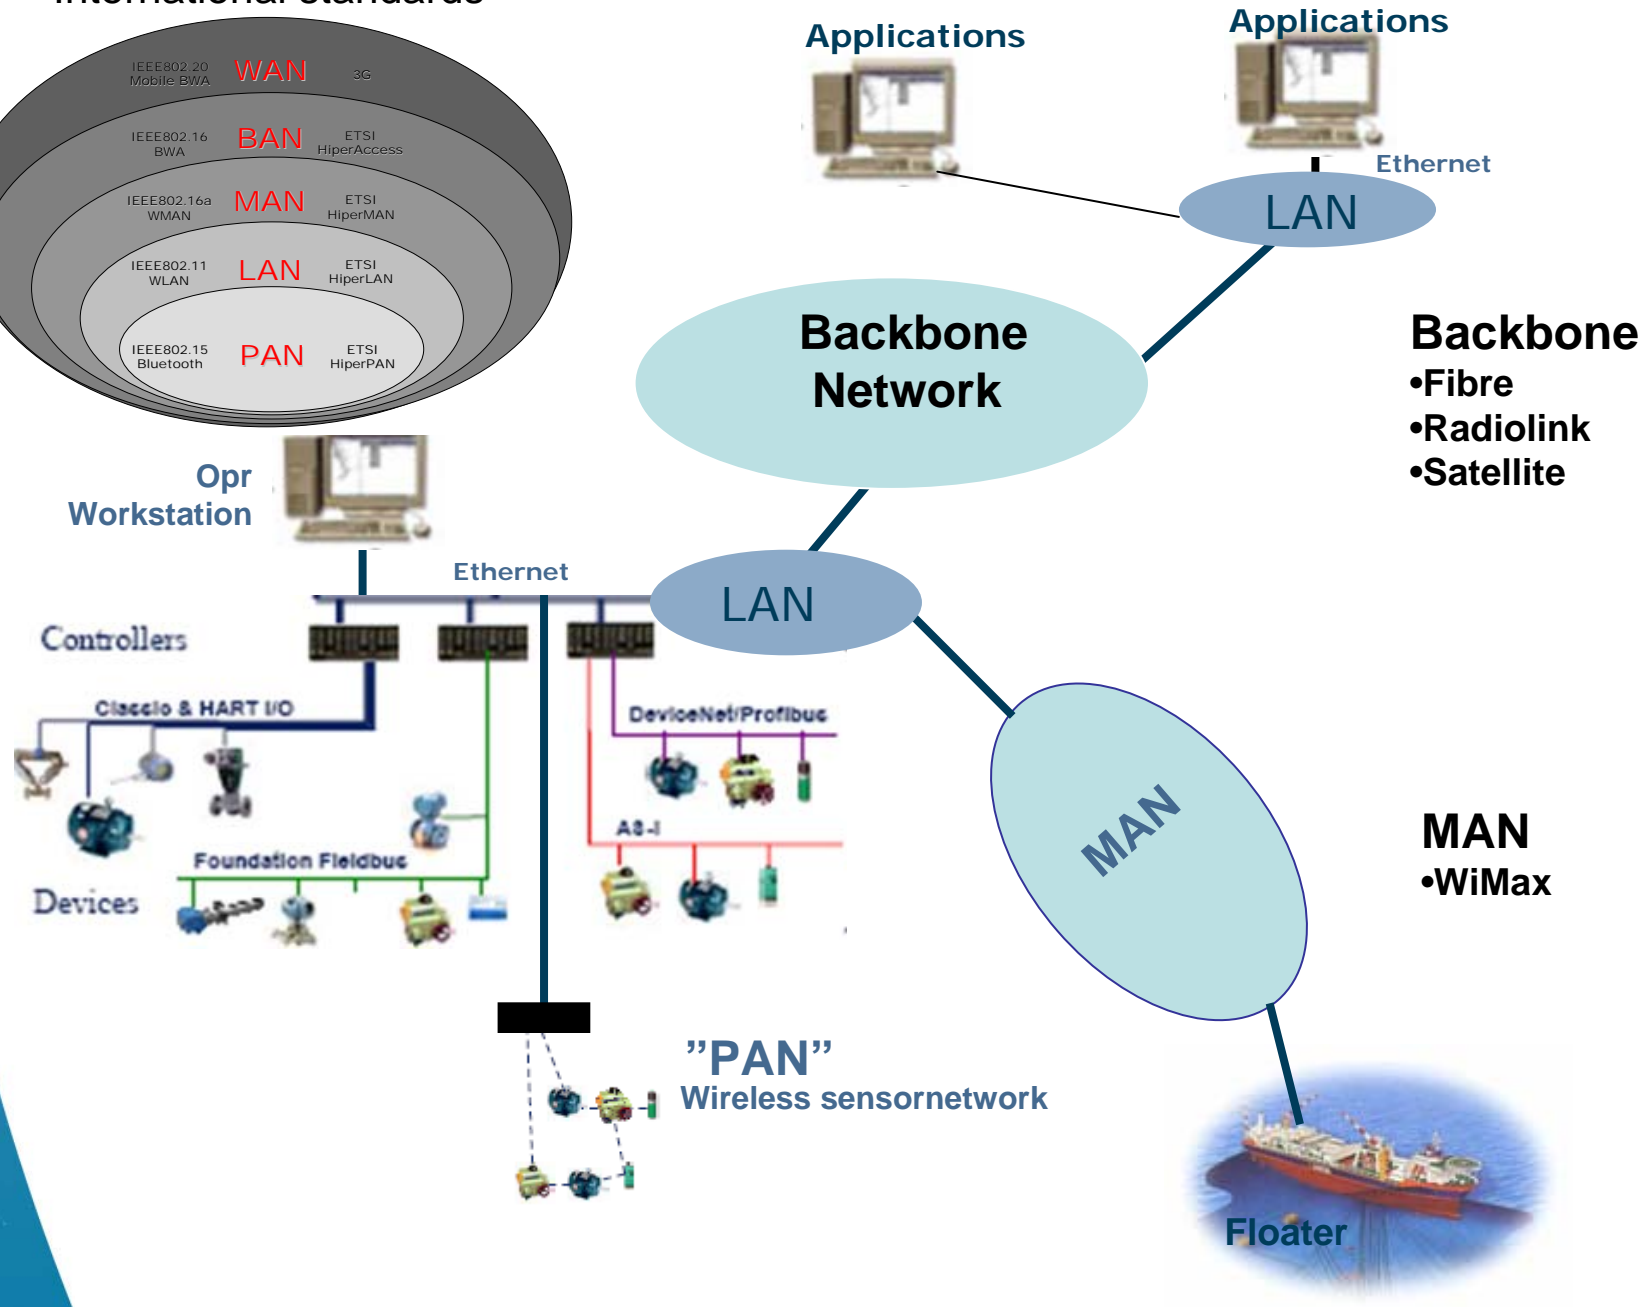 International standards
IEEE802.20 WAN 3G
Mobile BWA
IEEE802.16 BAN ETSI
BWA HiperAccess
IEEE802.16a MAN ETSI
WMAN HiperMAN
IEEE802.11 LAN ETSI
WLAN HiperLAN
IEEE802.15 PAN ETSI
Bluetooth HiperPAN
Applications
Applications
Ethernet
LAN
Backbone
Network
Backbone
•Fibre
•Radiolink
•Satellite
Opr
Workstation
Ethernet
LAN
Controllers
Classic & HART I/O
DeviceNet/Profibus
AS-I
Foundation Fieldbus
Devices
MAN
MAN
•WiMax
”PAN”
Wireless sensornetwork
Floater